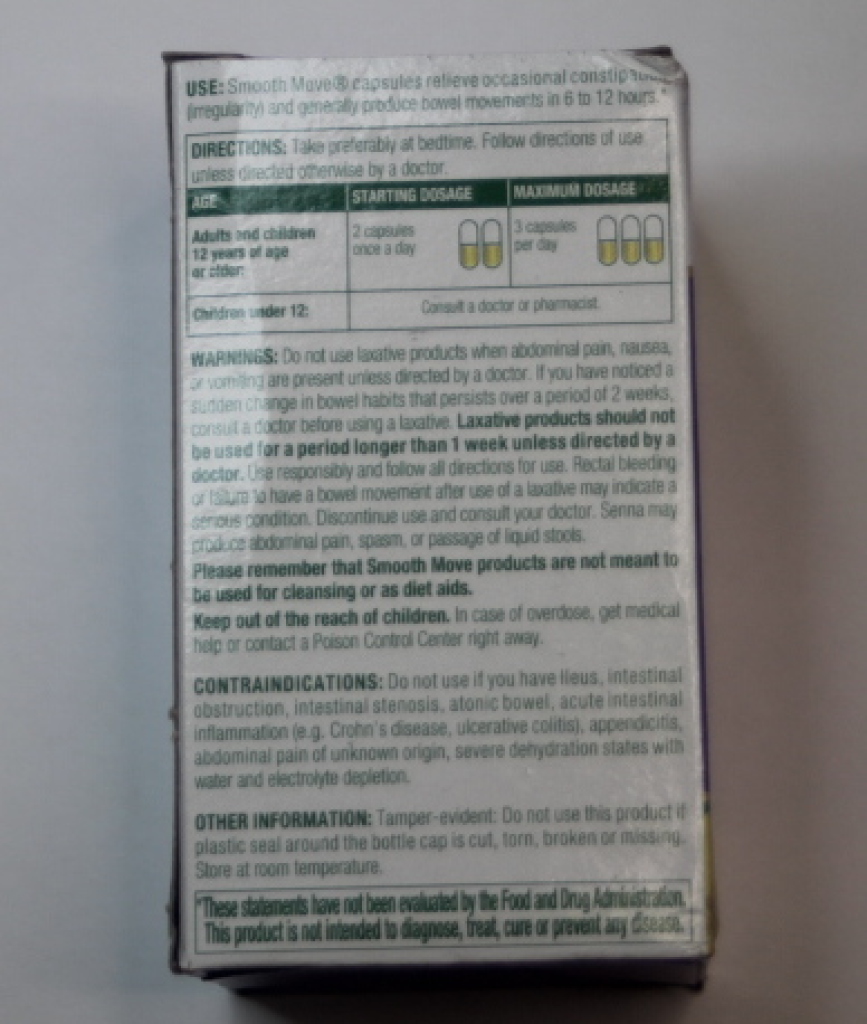 USE: Smooth Move® capsules relieve occasional
(irregularity) and generally produce bowel movements in 6 to 12 hours.*
DIRECTIONS: Take preferably at bedtime. Follow directions of use
unless directed otherwise by a doctor.
AGE STARTING DOSAGE MAXIMUM DOSAGE
Adults and children 2 capsules 3 capsules
12 years of age once a day per day
or older:
Children under 12: Consult a doctor or pharmacist.
WARNINGS: Do not use laxative products when abdominal pain, nausea,
or vomiting are present unless directed by a doctor. If you have noticed a
sudden change in bowel habits that persists over a period of 2 weeks,
consult a doctor before using a laxative. Laxative products should not
be used for a period longer than 1 week unless directed by a
doctor. Use responsibly and follow all directions for use. Rectal bleeding
or failure to have a bowel movement after use of a laxative may indicate a
serious condition. Discontinue use and consult your doctor. Senna may
produce abdominal pain, spasm, or passage of liquid stools.
Please remember that Smooth Move products are not meant to
be used for cleansing or as diet aids.
Keep out of the reach of children. In case of overdose, get medical
help or contact a Poison Control Center right away.
CONTRAINDICATIONS: Do not use if you have Ileus, intestinal
obstruction, intestinal stenosis, atonic bowel, acute intestinal
inflammation (e.g. Crohn's disease, ulcerative colitis), appendicitis,
abdominal pain of unknown origin, severe dehydration states with
water and electrolyte depletion.
OTHER INFORMATION: Tamper-evident: Do not use this product if
plastic seal around the bottle cap is cut, torn, broken or missing.
Store at room temperature.
*These statements have not been evaluated by the Food and Drug Administration.
This product is not intended to diagnose, treat, cure or prevent any disease.